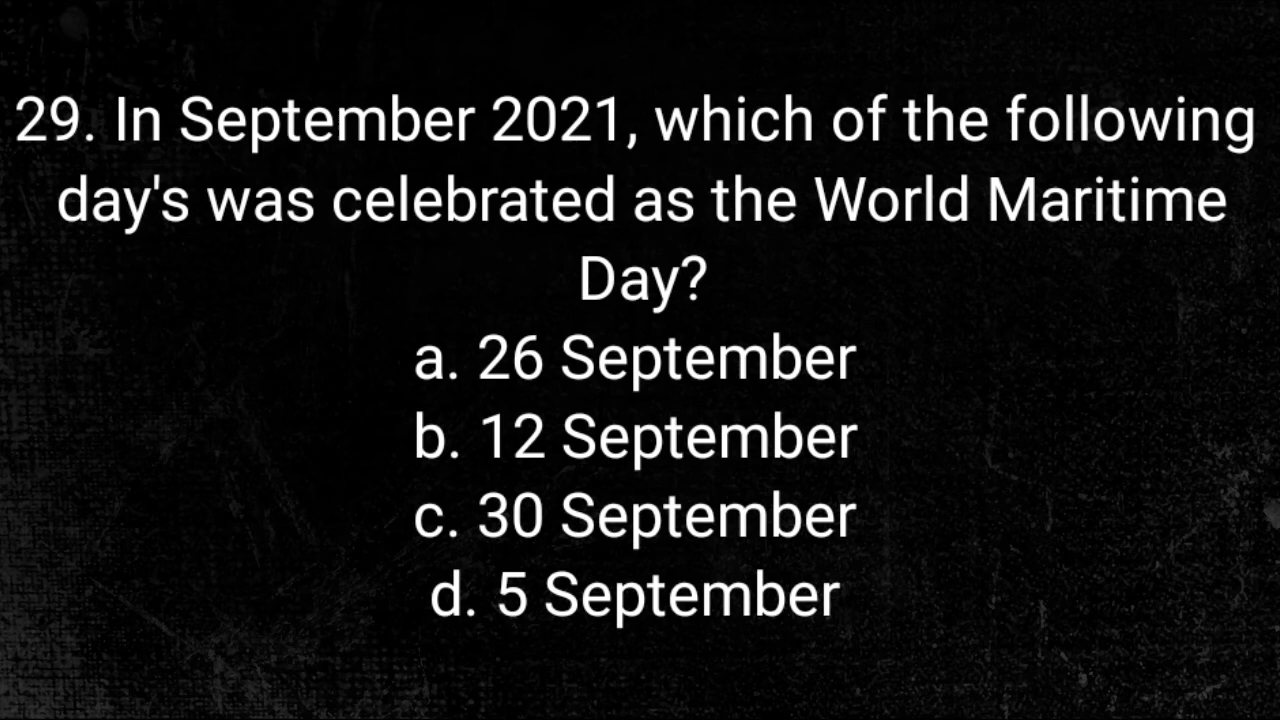 29. In September 2021, which of the following
day's was celebrated as the World Maritime
Day?
a. 26 September
b. 12 September
c. 30 September
d. 5 September